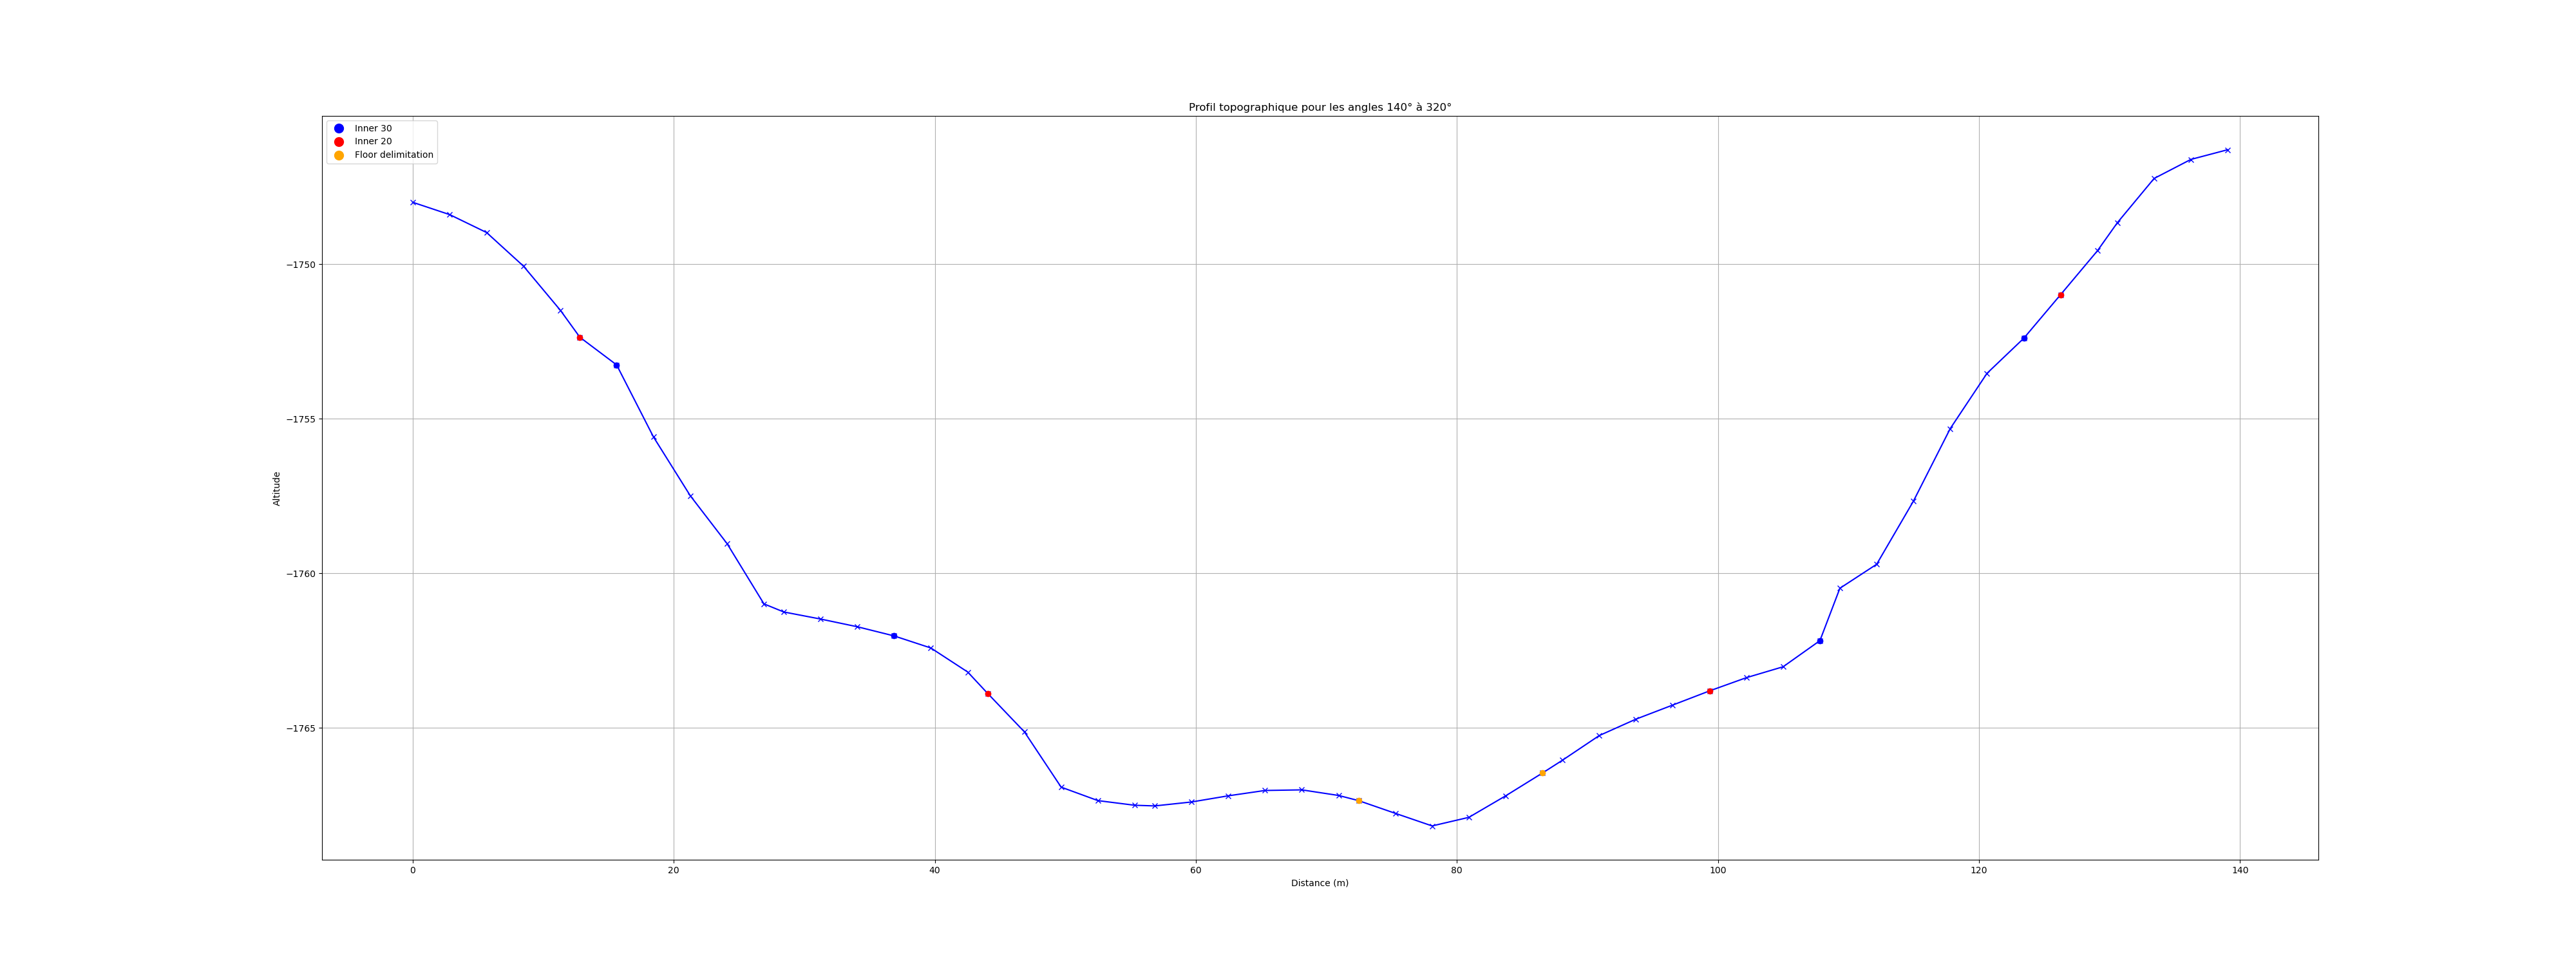 Profil topographique pour les angles 140° à 320°
Inner 30
Inner 20
Floor delimitation
−1750
−1755
−1760
−1765
Altitude
0 20 40 60 80 100 120 140
Distance (m)